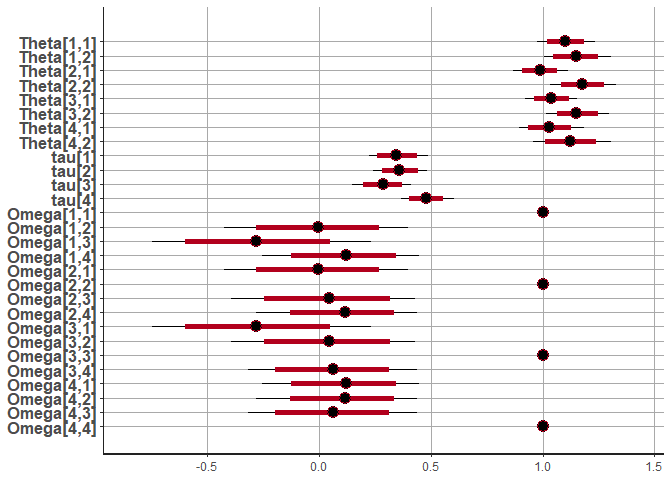 Theta[1,1]
Theta[1,2]
Theta[2,1]
Theta[2,2]
Theta[3,1]
Theta[3,2]
Theta[4,1]
Theta[4,2]
tau[1]
tau[2]
tau[3]
tau[4]
Omega[1,1]
Omega[1,2]
Omega[1,3]
Omega[1,4]
Omega[2,1]
Omega[2,2]
Omega[2,3]
Omega[2,4]
Omega[3,1]
Omega[3,2]
Omega[3,3]
Omega[3,4]
Omega[4,1]
Omega[4,2]
Omega[4,3]
Omega[4,4]
-0.5 0.0 0.5 1.0 1.5